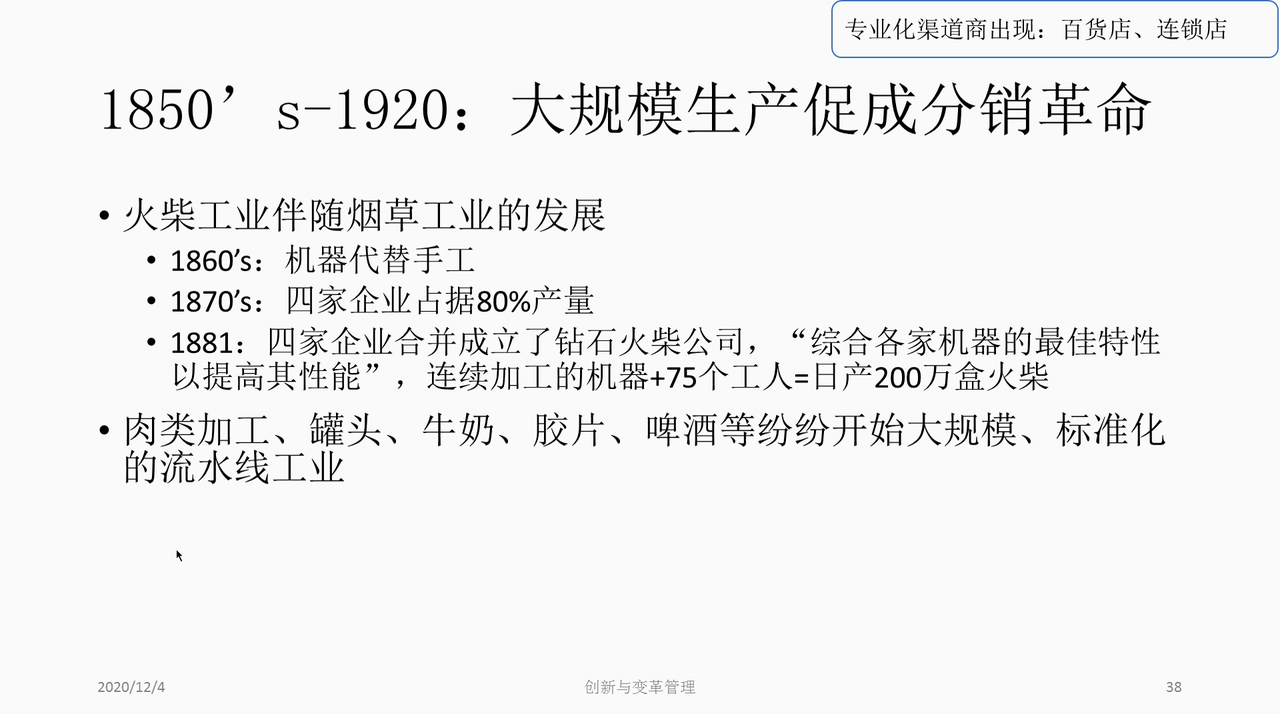 专业化渠道商出现：百货店、连锁店
1850’s-1920：大规模生产促成分销革命
• 火柴工业伴随烟草工业的发展
• 1860’s：机器代替手工
• 1870’s：四家企业占据80%产量
• 1881：四家企业合并成立了钻石火柴公司，“综合各家机器的最佳特性
以提高其性能”，连续加工的机器+75个工人=日产200万盒火柴
• 肉类加工、罐头、牛奶、胶片、啤酒等纷纷开始大规模、标准化
的流水线工业
2020/12/4
创新与变革管理
38